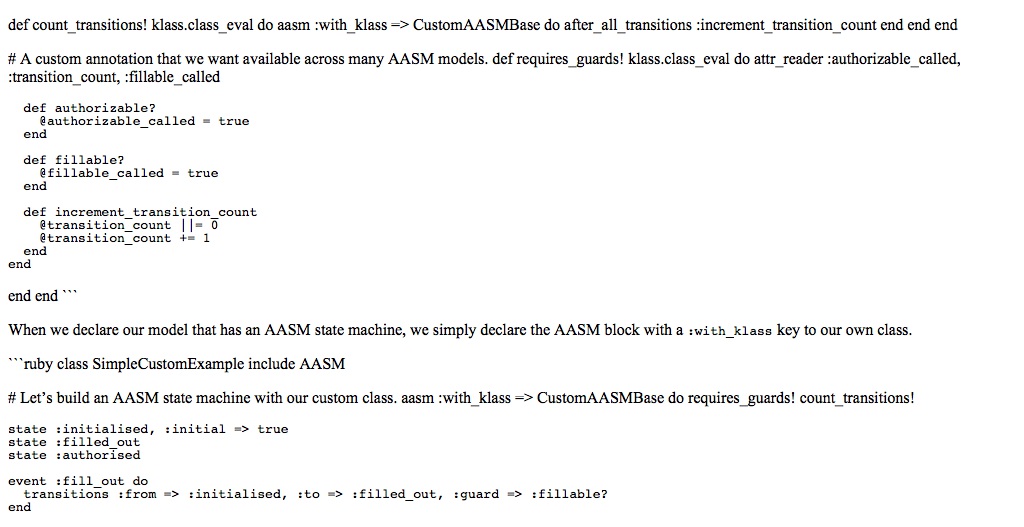 def count_transitions! klass.class_eval do aasm :with_klass => CustomAASMBase do after_all_transitions :increment_transition_count end end end
# A custom annotation that we want available across many AASM models. def requires_guards! klass.class_eval do attr_reader :authorizable_called,
:transition_count, :fillable_called
def authorizable?
@authorizable_called = true
end
def fillable?
@fillable_called = true
end
def increment_transition_count
@transition_count ||= 0
@transition_count += 1
end
end
end end ```
When we declare our model that has an AASM state machine, we simply declare the AASM block with a :with_klass key to our own class.
```ruby class SimpleCustomExample include AASM
# Let’s build an AASM state machine with our custom class. aasm :with_klass => CustomAASMBase do requires_guards! count_transitions!
state :initialised, :initial => true
state :filled_out
state :authorised
event :fill_out do
transitions :from => :initialised, :to => :filled_out, :guard => :fillable?
end